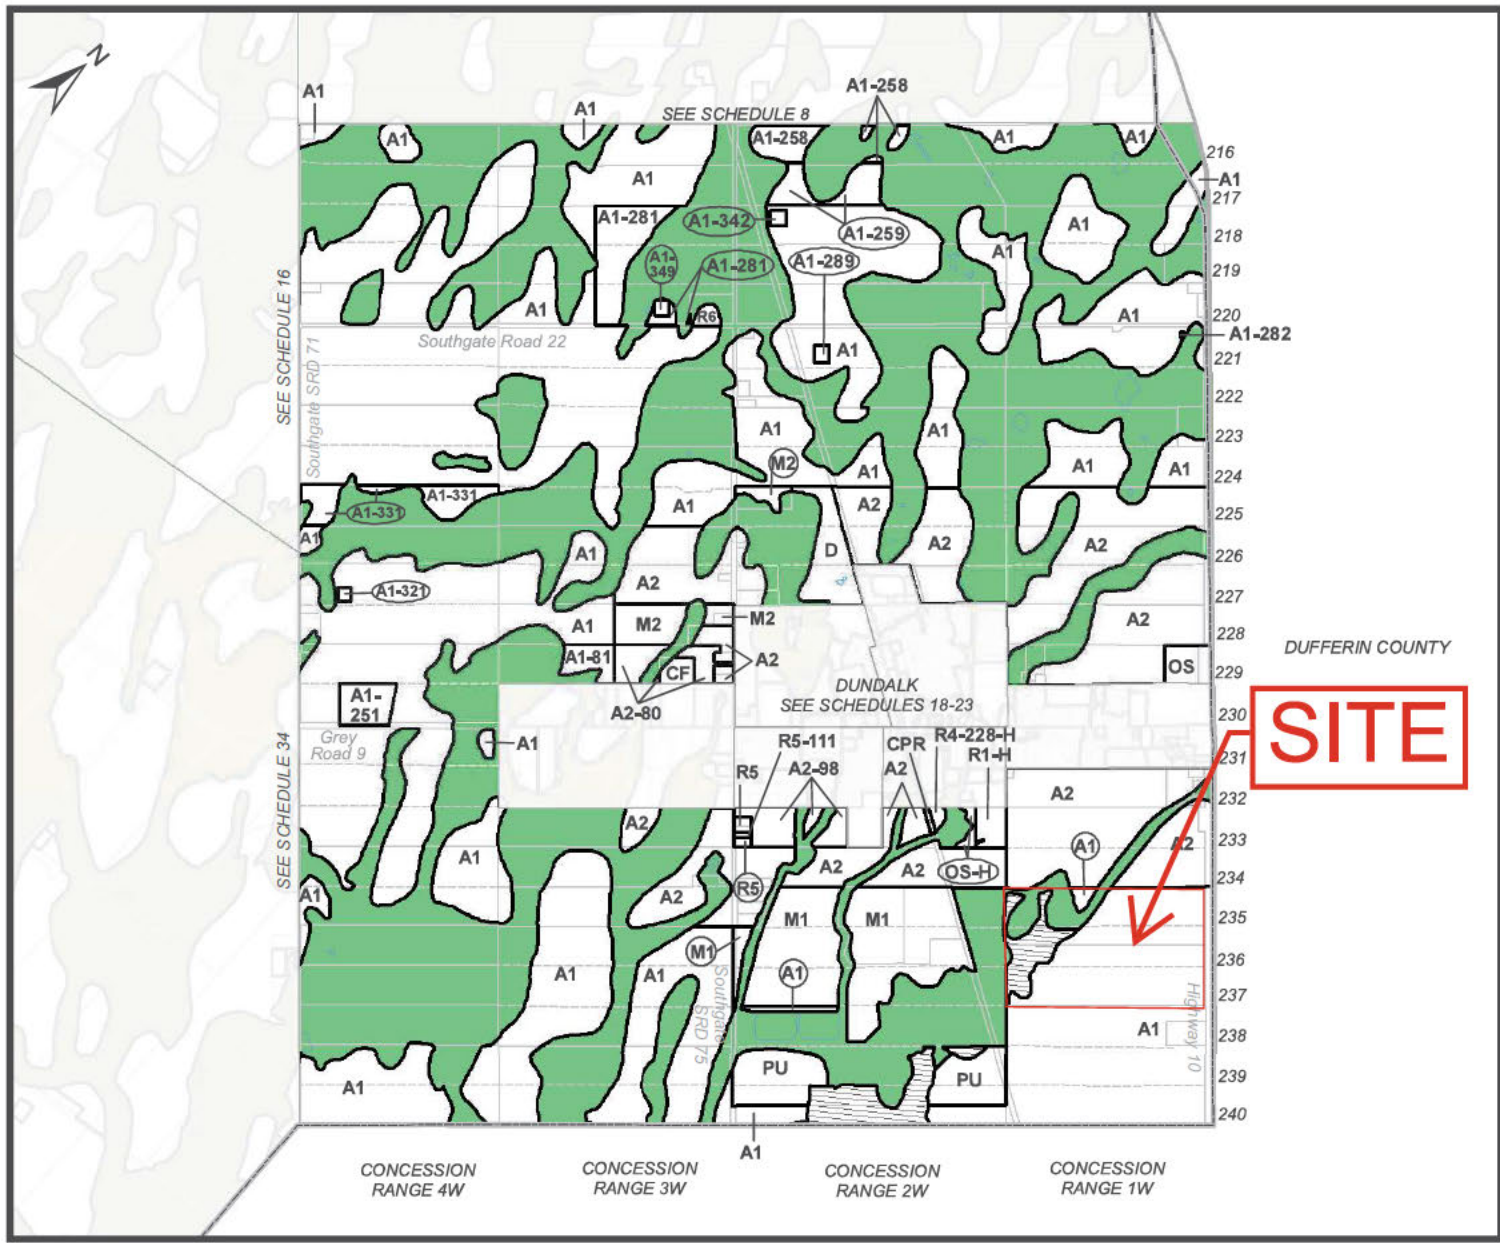 N
A1
A1
A1-258
SEE SCHEDULE 8
A1
A1-258
A1
A1
216
A1
A1
217
A1-281
A1-342
A1-259
A1
218
A1-
349
A1-281
A1-289
A1
219
SEE SCHEDULE 16
A1
R6
A1
220
Southgate Road 22
A1-282
Southgate SRD 71
A1
221
222
A1
A1
223
M2
A1
A1
A1
224
A1-331
A1-331
A1
A2
225
A1
A1
D
A2
A2
226
A1-321
A2
227
A1
M2
M2
A2
228
A1-81
CF
A2
OS
229
DUFFERIN COUNTY
A1-
251
A2-80
DUNDALK
SEE SCHEDULES 18-23
230
SITE
Grey
Road 9
A1
R5-111
CPR
R4-228-H
R1-H
231
SEE SCHEDULE 34
R5
A2-98
A2
A2
232
A2
A1
A2
233
A1
A2
A2
OS-H
234
A1
A2
R5
M1
M1
235
A1
A1
M1
A1
236
Southgate
SRD 75
Highway 10
237
A1
238
A1
PU
PU
239
240
A1
CONCESSION
RANGE 4W
CONCESSION
RANGE 3W
CONCESSION
RANGE 2W
CONCESSION
RANGE 1W